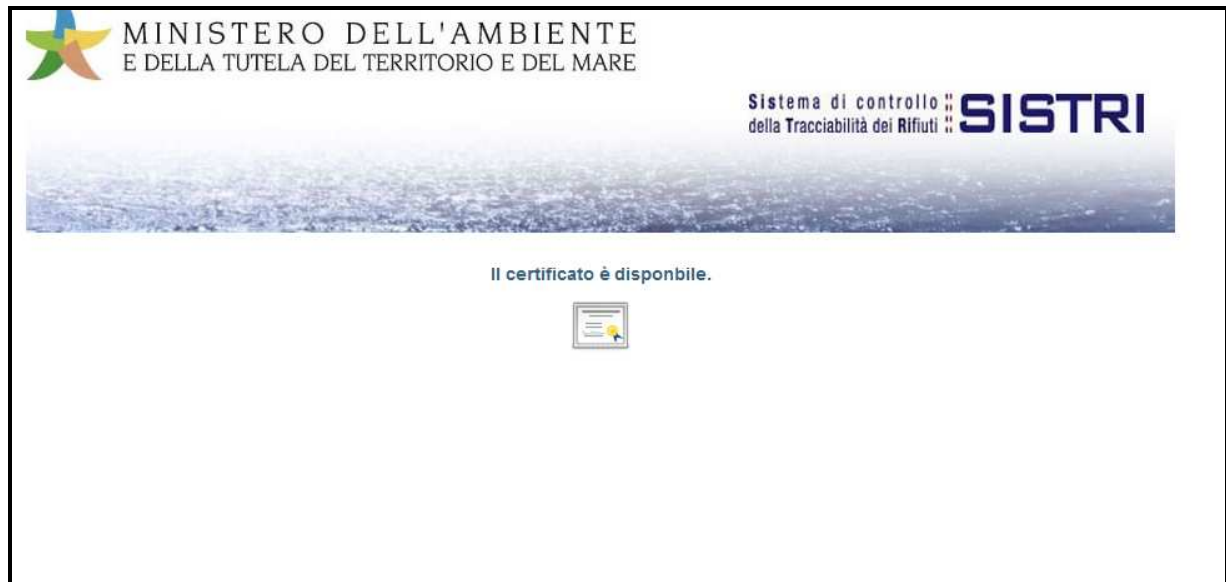 MINISTERO DELL'AMBIENTE
E DELLA TUTELA DEL TERRITORIO E DEL MARE
Sistema di controllo
della Tracciabilità dei Rifiuti
SISTRI
Il certificato è disponbile.